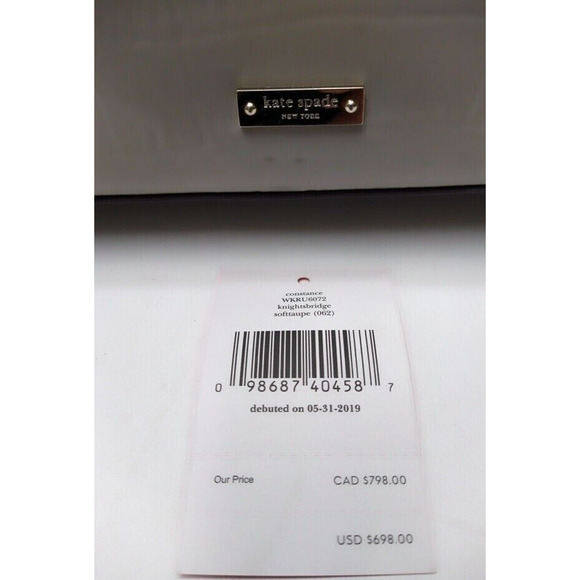 kate spade
NEW YORK
constance
WKRU6072
knightsbridge
softtaupe (062)
0 98687 40458 7
debuted on 05-31-2019
Our Price CAD $798.00
USD $698.00